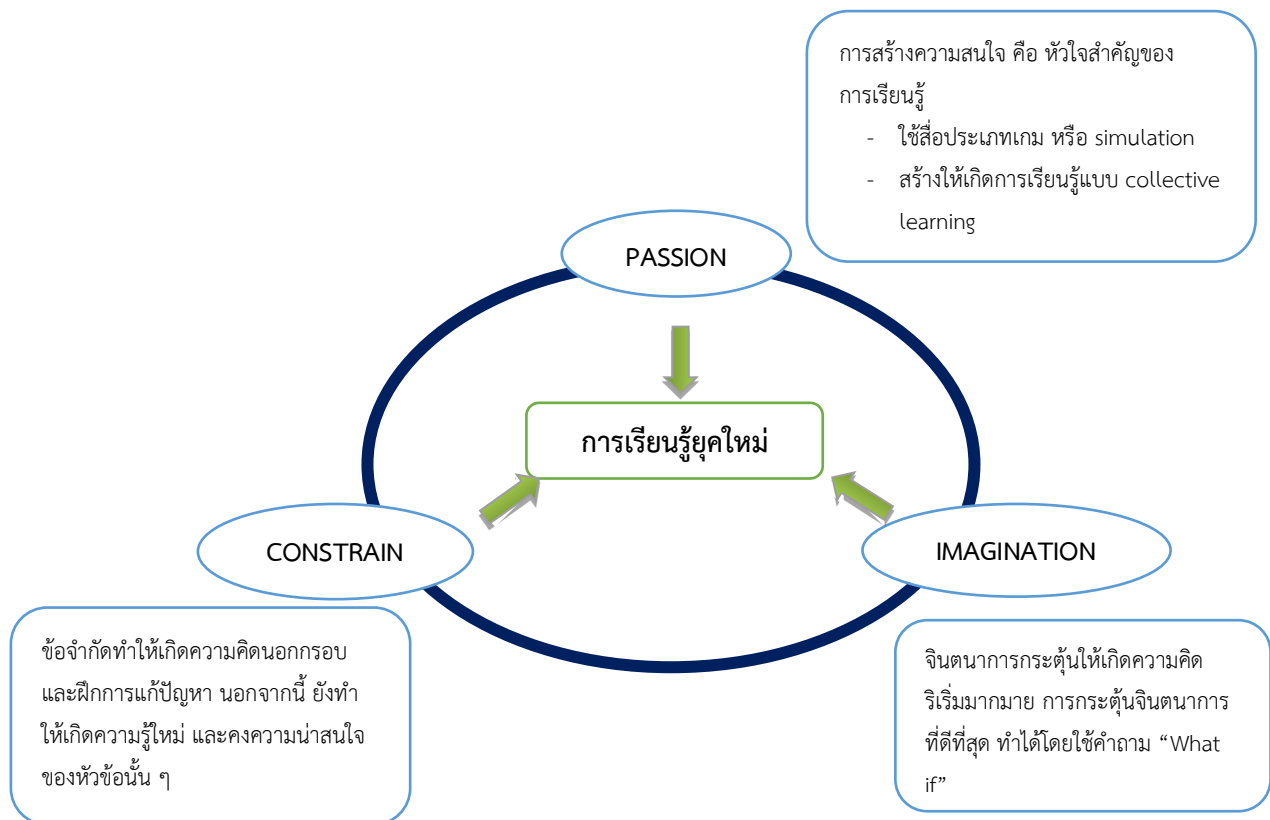 การสร้างความสนใจ คือ หัวใจสำคัญของ
การเรียนรู้
- ใช้สื่อประเภทเกม หรือ simulation
- สร้างให้เกิดการเรียนรู้แบบ collective
learning
PASSION
การเรียนรู้ยุคใหม่
CONSTRAIN
IMAGINATION
ข้อจำกัดทำให้เกิดความคิดนอกกรอบ
และฝึกการแก้ปัญหา นอกจากนี้ ยังทำ
ให้เกิดความรู้ใหม่ และคงความน่าสนใจ
ของหัวข้อนั้น ๆ
จินตนาการกระตุ้นให้เกิดความคิด
ริเริ่มมากมาย การกระตุ้นจินตนาการ
ที่ดีที่สุด ทำได้โดยใช้คำถาม “What
if”